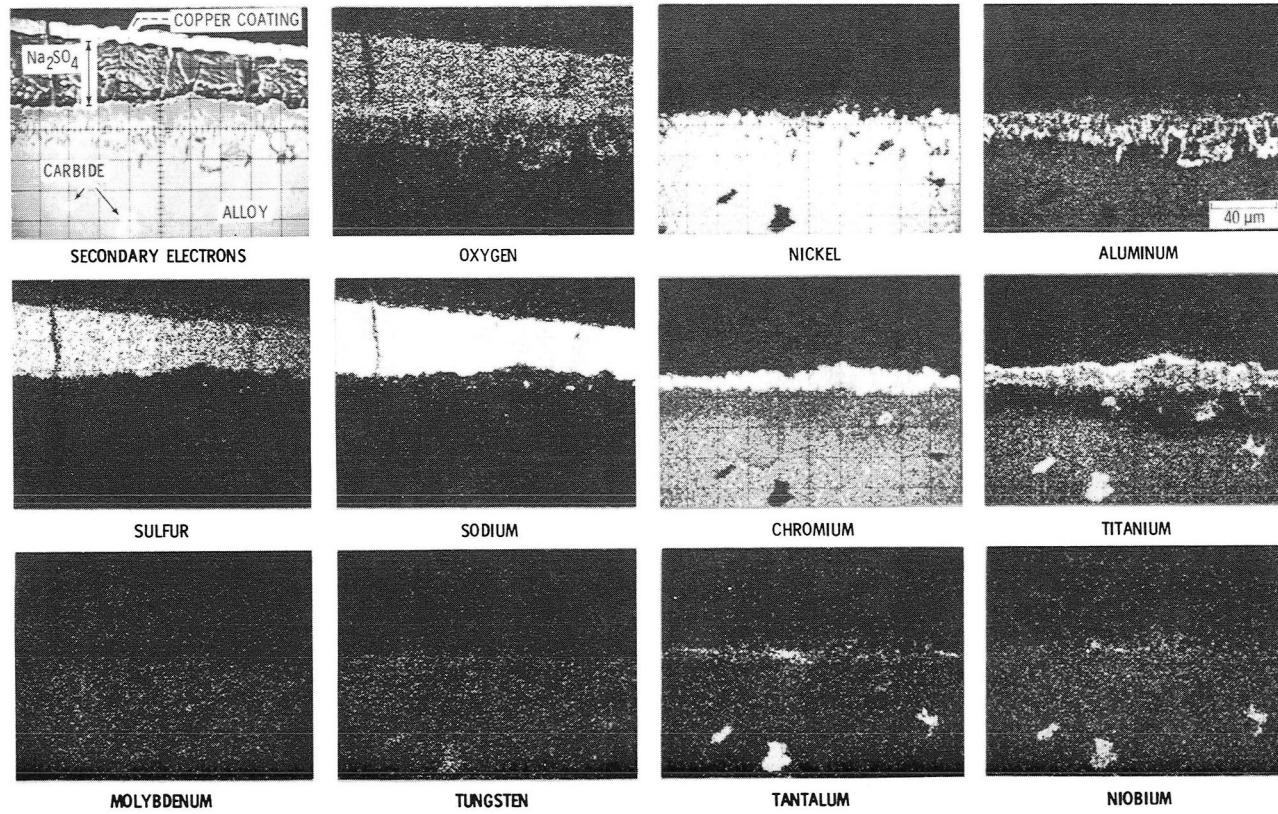 COPPER COATING
Na2SO4
CARBIDE
ALLOY
40 µm
SECONDARY ELECTRONS
OXYGEN
NICKEL
ALUMINUM
SULFUR
SODIUM
CHROMIUM
TITANIUM
MOLYBDENUM
TUNGSTEN
TANTALUM
NIOBIUM